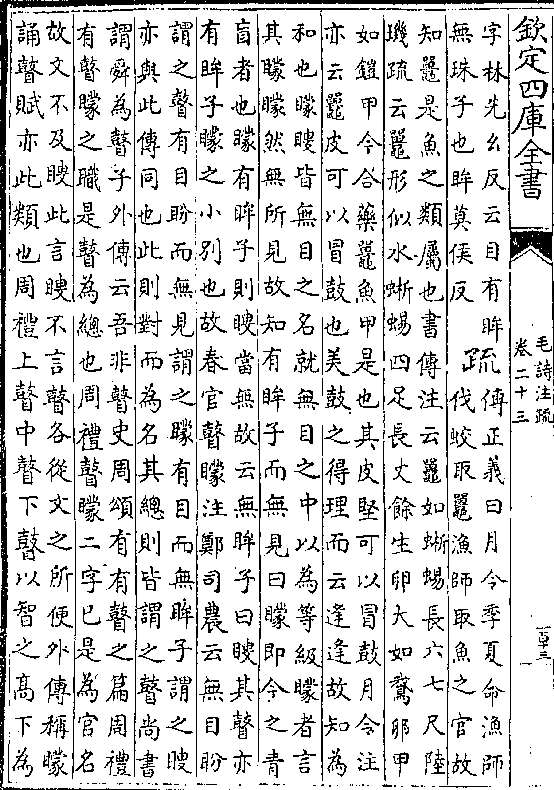 欽定四庫全書
毛詩注疏
卷二十三
字林先幺反云目有眸
無珠子也眸莫侯反
疏傳正義曰月令季夏命漁師
伐蛟取鼉漁師取魚之官故
知鼉是魚之類屬也書傳注云鼉如蜥蜴長六七尺陸
璣疏云鼉形似水蜥蜴四足長丈餘生卵大如鵞卵甲
如鎧甲今合藥鼉魚甲是也其皮堅可以冒鼓月令注
亦云鼉皮可以冒鼓也美鼓之得理而云逢逢故知為
和也矇瞍皆無目之名就無目之中以為等級矇者言
其矇矇然無所見故知有眸子而無見曰矇即今之青
盲者也矇有眸子則瞍當無故云無眸子曰瞍其瞽亦
有眸子矇之小别也故春官瞽矇注鄭司農云無目盼
謂之瞽有目盼而無見謂之矇有目而無眸子謂之瞍
亦與此傳同也此則對而為名其總則皆謂之瞽尚書
謂舜為瞽子外傳云吾非瞽史周頌有有瞽之篇周禮
有瞽矇之職是瞽為總也周禮瞽矇二字已是為官名
故文不及瞍此言瞍不言瞽各從文之所便外傳稱矇
誦瞽賦亦此類也周禮上瞽中瞽下瞽以智之高下為